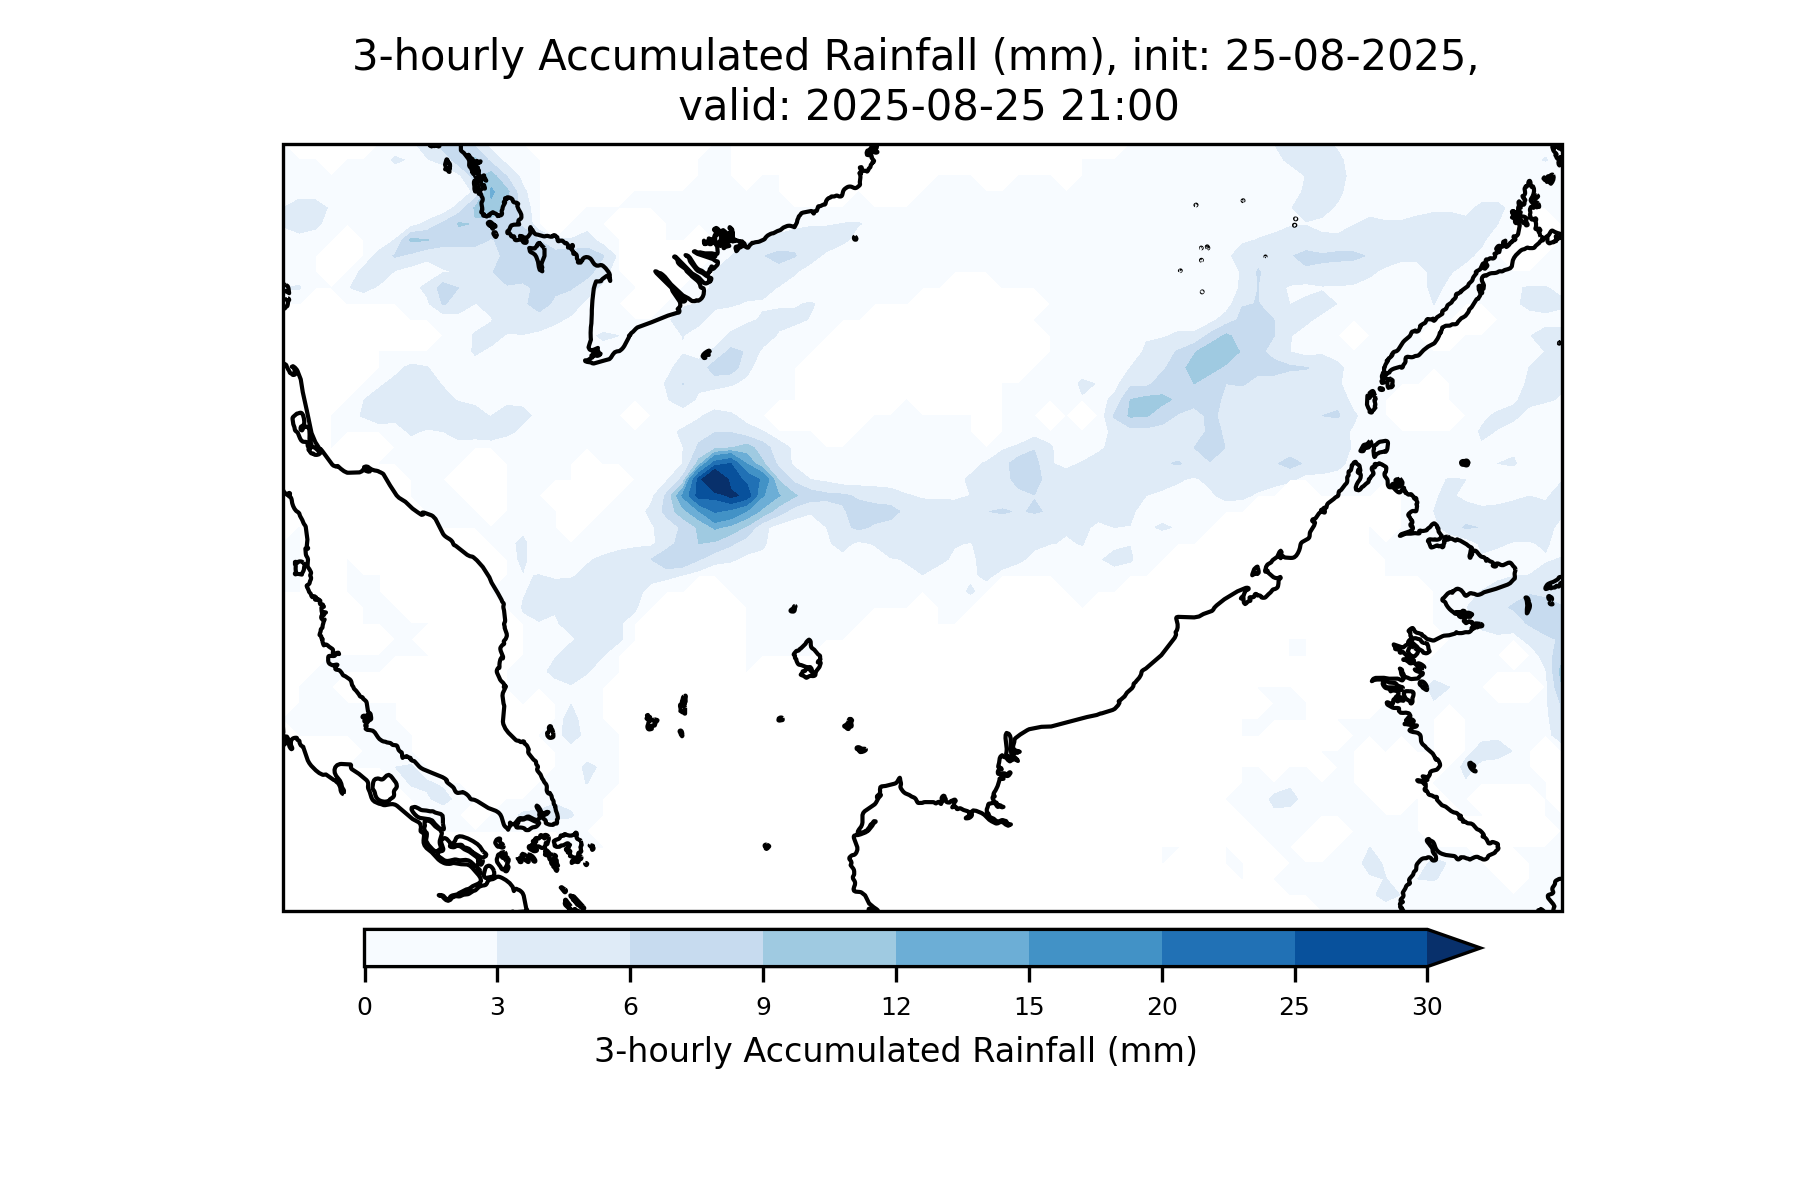 3-hourly Accumulated Rainfall (mm), init: 25-08-2025,
valid: 2025-08-25 21:00
0 3 6 9 12 15 20 25 30
3-hourly Accumulated Rainfall (mm)